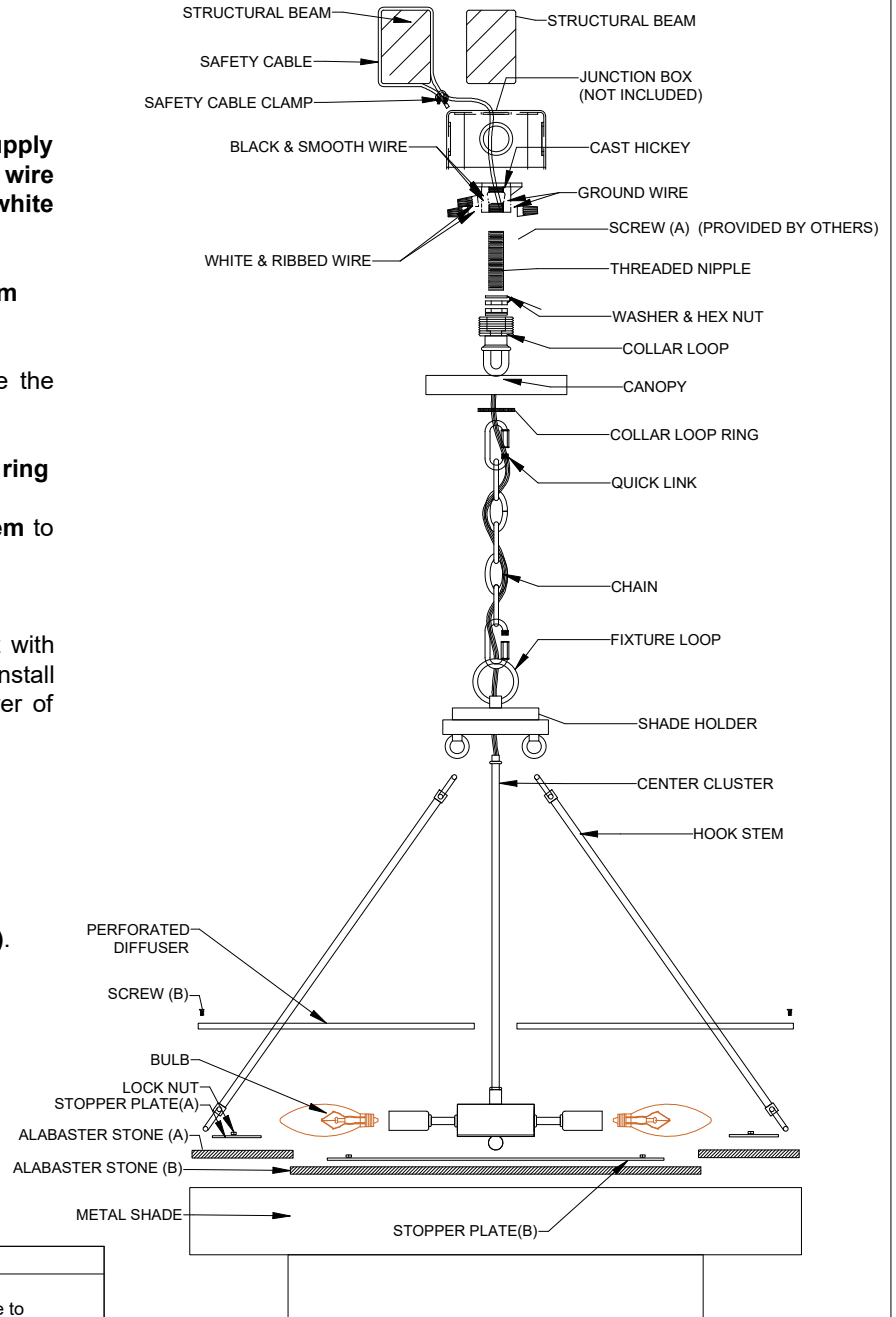 upply
wire
white
m
e the
ring
em to
with
nstall
er of
).
e to
STRUCTURAL BEAM
STRUCTURAL BEAM
SAFETY CABLE
JUNCTION BOX
(NOT INCLUDED)
SAFETY CABLE CLAMP
BLACK & SMOOTH WIRE
CAST HICKEY
GROUND WIRE
SCREW (A) (PROVIDED BY OTHERS)
WHITE & RIBBED WIRE
THREADED NIPPLE
WASHER & HEX NUT
COLLAR LOOP
CANOPY
COLLAR LOOP RING
QUICK LINK
CHAIN
FIXTURE LOOP
SHADE HOLDER
CENTER CLUSTER
HOOK STEM
PERFORATED
DIFFUSER
SCREW (B)
BULB
LOCK NUT
STOPPER PLATE(A)
ALABASTER STONE (A)
ALABASTER STONE (B)
METAL SHADE
STOPPER PLATE(B)